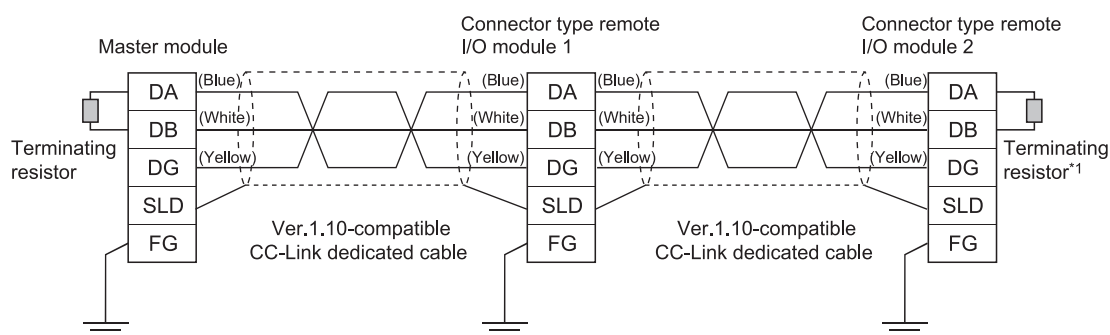 Master module
Connector type remote
I/O module 1
Connector type remote
I/O module 2
DA
DB
DG
SLD
FG
(Blue)
(White)
(Yellow)
Terminating
resistor
(Blue)
(White)
(Yellow)
DA
DB
DG
SLD
FG
(Blue)
(White)
(Yellow)
Ver.1.10-compatible
CC-Link dedicated cable
(Blue)
(White)
(Yellow)
DA
DB
DG
SLD
FG
Ver.1.10-compatible
CC-Link dedicated cable
Terminating
resistor*1